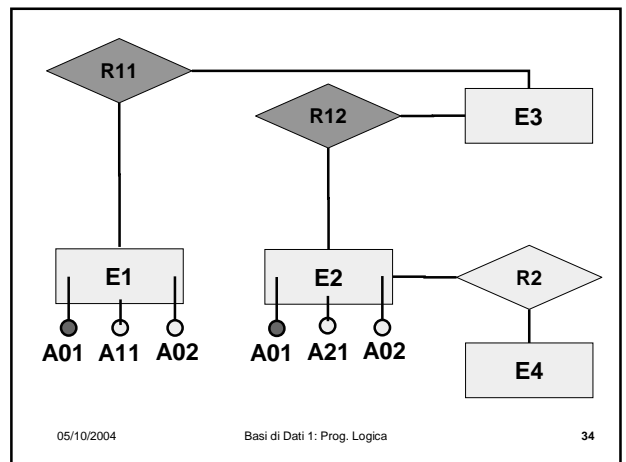 R11
R12
E3
E1
E2
R2
A01 A11 A02
A01 A21 A02
E4
05/10/2004
Basi di Dati 1: Prog. Logica
34